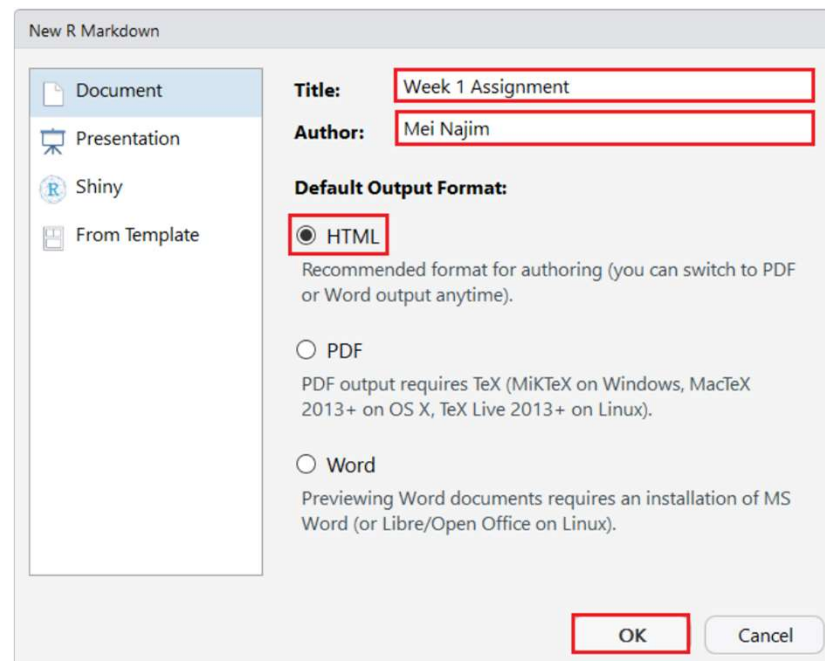 New R Markdown
Document
Presentation
Shiny
From Template
Title:
Week 1 Assignment
Author:
Mei Najim
Default Output Format:
HTML
Recommended format for authoring (you can switch to PDF
or Word output anytime).
PDF
PDF output requires TeX (MiKTeX on Windows, MacTeX
2013+ on OS X, TeX Live 2013+ on Linux).
Word
Previewing Word documents requires an installation of MS
Word (or Libre/Open Office on Linux).
OK
Cancel